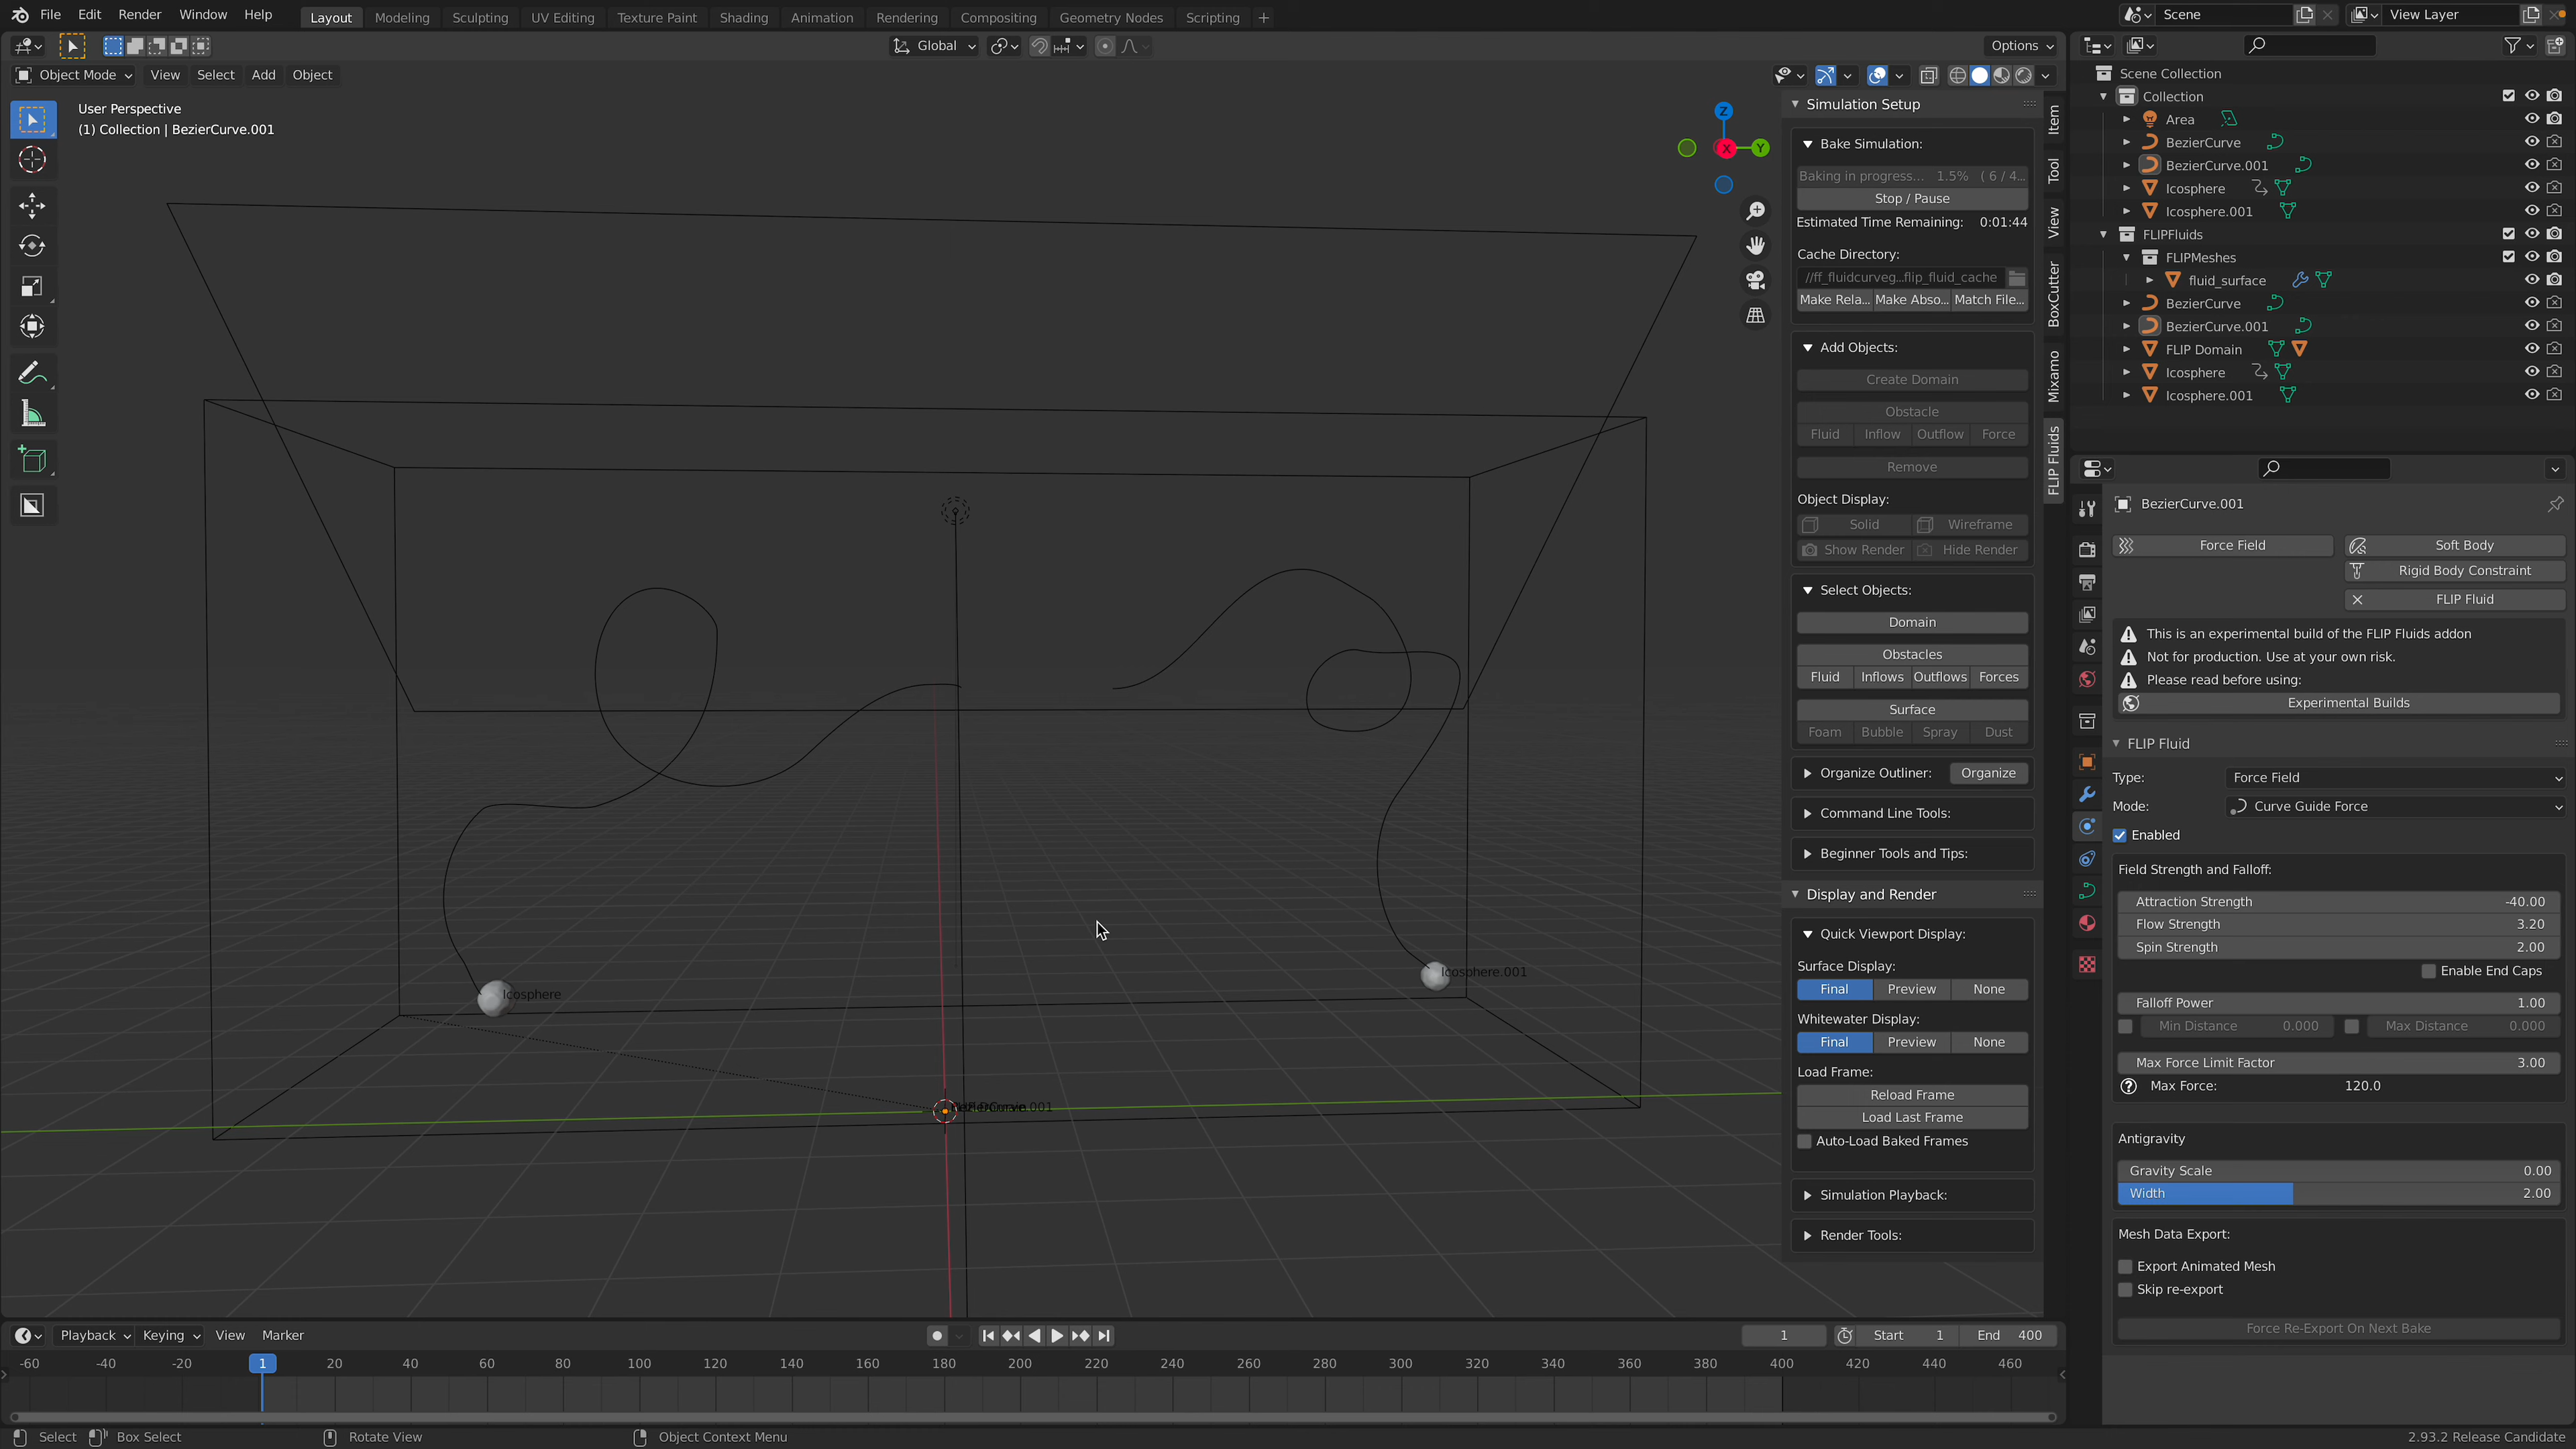 File Edit Render Window Help Layout Modeling Sculpting UV Editing Texture Paint Shading Animation Rendering Compositing Geometry Nodes Scripting + Scene View Layer
Global Options
Object Mode View Select Add Object
User Perspective
(1) Collection | BezierCurve.001
Z
X
Y
Icosphere
Icosphere.001
Simulation Setup
Bake Simulation:
Baking in progress... 1.5% ( 6 / 4...
Stop / Pause
Estimated Time Remaining: 0:01:44
Cache Directory:
//ff_fluidcurveg...flip_fluid_cache
Make Rela... Make Abso... Match File...
Add Objects:
Create Domain
Obstacle
Fluid Inflow Outflow Force
Remove
Object Display:
Solid Wireframe
Show Render Hide Render
Select Objects:
Domain
Obstacles
Fluid Inflows Outflows Forces
Surface
Foam Bubble Spray Dust
Organize Outliner: Organize
Command Line Tools:
Beginner Tools and Tips:
Display and Render
Quick Viewport Display:
Surface Display:
Final Preview None
Whitewater Display:
Final Preview None
Load Frame:
Reload Frame
Load Last Frame
Auto-Load Baked Frames
Simulation Playback:
Render Tools:
Item
Tool
View
BoxCutter
Mixamo
FLIP Fluids
Scene Collection
Collection
Area
BezierCurve
BezierCurve.001
Icosphere
Icosphere.001
FLIPFluids
FLIPMeshes
fluid_surface
BezierCurve
BezierCurve.001
FLIP Domain
Icosphere
Icosphere.001
BezierCurve.001
Force Field Soft Body
Rigid Body Constraint
FLIP Fluid
This is an experimental build of the FLIP Fluids addon
Not for production. Use at your own risk.
Please read before using:
Experimental Builds
FLIP Fluid
Type: Force Field
Mode: Curve Guide Force
Enabled
Field Strength and Falloff:
Attraction Strength -40.00
Flow Strength 3.20
Spin Strength 2.00
Enable End Caps
Falloff Power 1.00
Min Distance 0.000 Max Distance 0.000
Max Force Limit Factor 3.00
Max Force: 120.0
Antigravity
Gravity Scale 0.00
Width 2.00
Mesh Data Export:
Export Animated Mesh
Skip re-export
Force Re-Export On Next Bake
Playback Keying View Marker 1 Start 1 End 400
-60 -40 -20 1 20 40 60 80 100 120 140 160 180 200 220 240 260 280 300 320 340 360 380 400 420 440 460
Select Box Select Rotate View Object Context Menu 2.93.2 Release Candidate